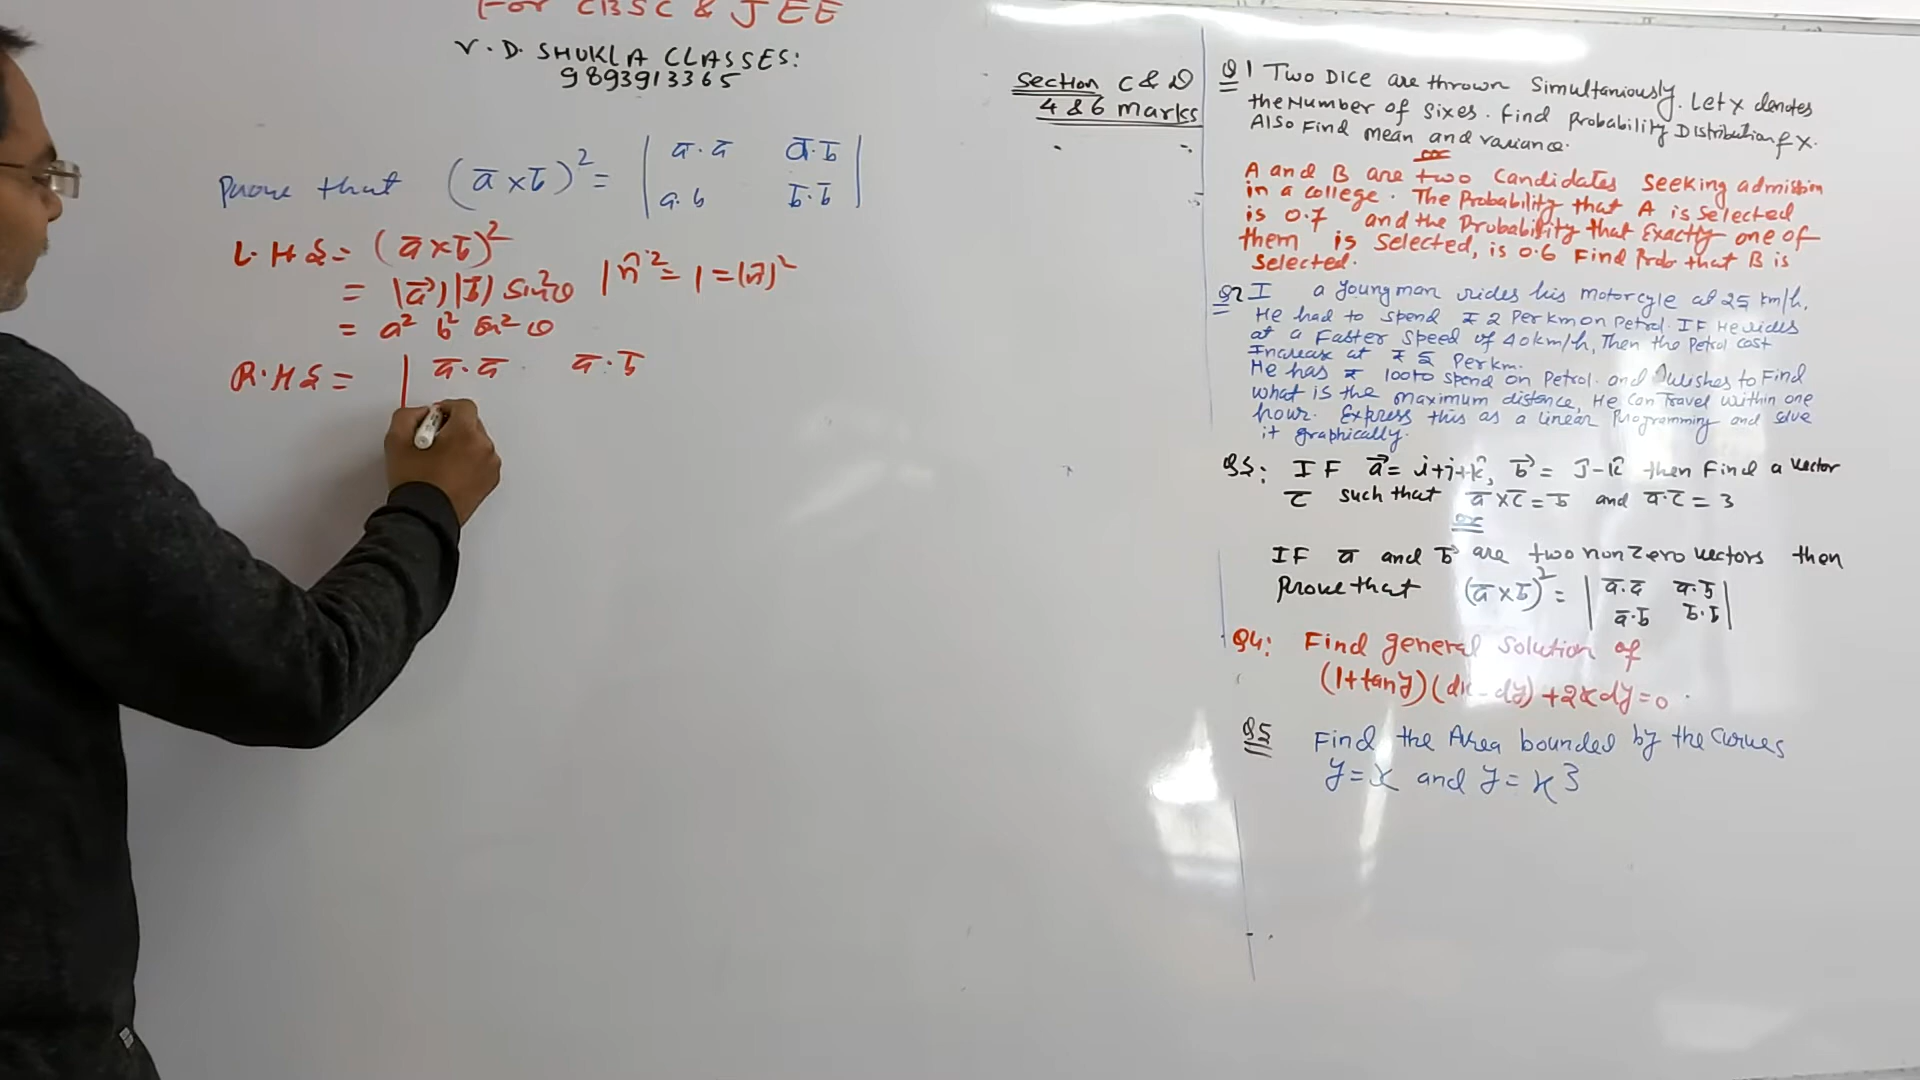 For CBSC & JEE
V.D. SHUKLA CLASSES:
9893913365
Prove that (a̅ × b̅)² = | a̅·a̅ a̅·b̅ |
| a·b b̅·b̅ |
L.H.S = (a̅ × b̅)²
= |a⃗| |b̅| sin²θ |n̂|² = 1 = (n̂)²
= a² b² sin² θ
R.H.S = | a̅·a̅ a̅·b̅
Section C & D
4 & 6 marks
Q1 Two Dice are thrown Simultaniously. Let x denotes
the Number of Sixes. Find Probability Distribution of x.
Also Find mean and variance.
or
A and B are two candidates seeking admission
in a college. The Probability that A is selected
is 0.7 and the Probability that Exactly one of
them is selected, is 0.6 Find Prob that B is
selected.
Q2 I a young man rides his motorcyle at 25 km/h.
He had to spend ₹ 2 Per km on Petrol. IF He rides
at a Faster speed of 40 km/h, Then the Petrol cost
Increase at ₹ 5 Per km.
He has ₹ 100 to spend on Petrol. and wishes to Find
what is the maximum distance, He can Travel within one
hour. Express this as a linear Programming and solve
it graphically.
Q3: IF a⃗ = i+j+k̂, b⃗ = j-k̂ then Find a vector
c̅ such that a̅ × c̅ = b̅ and a̅·c̅ = 3
or
IF a̅ and b⃗ are two non Zero vectors then
Prove that (a̅ × b̅)² = | a̅·a̅ a̅·b̅ |
| a̅·b̅ b̅·b̅ |
Q4: Find general solution of
(1+tany)(dx-dy)+2xdy=0
Q5 Find the Area bounded by the curves
y=x and y=x3